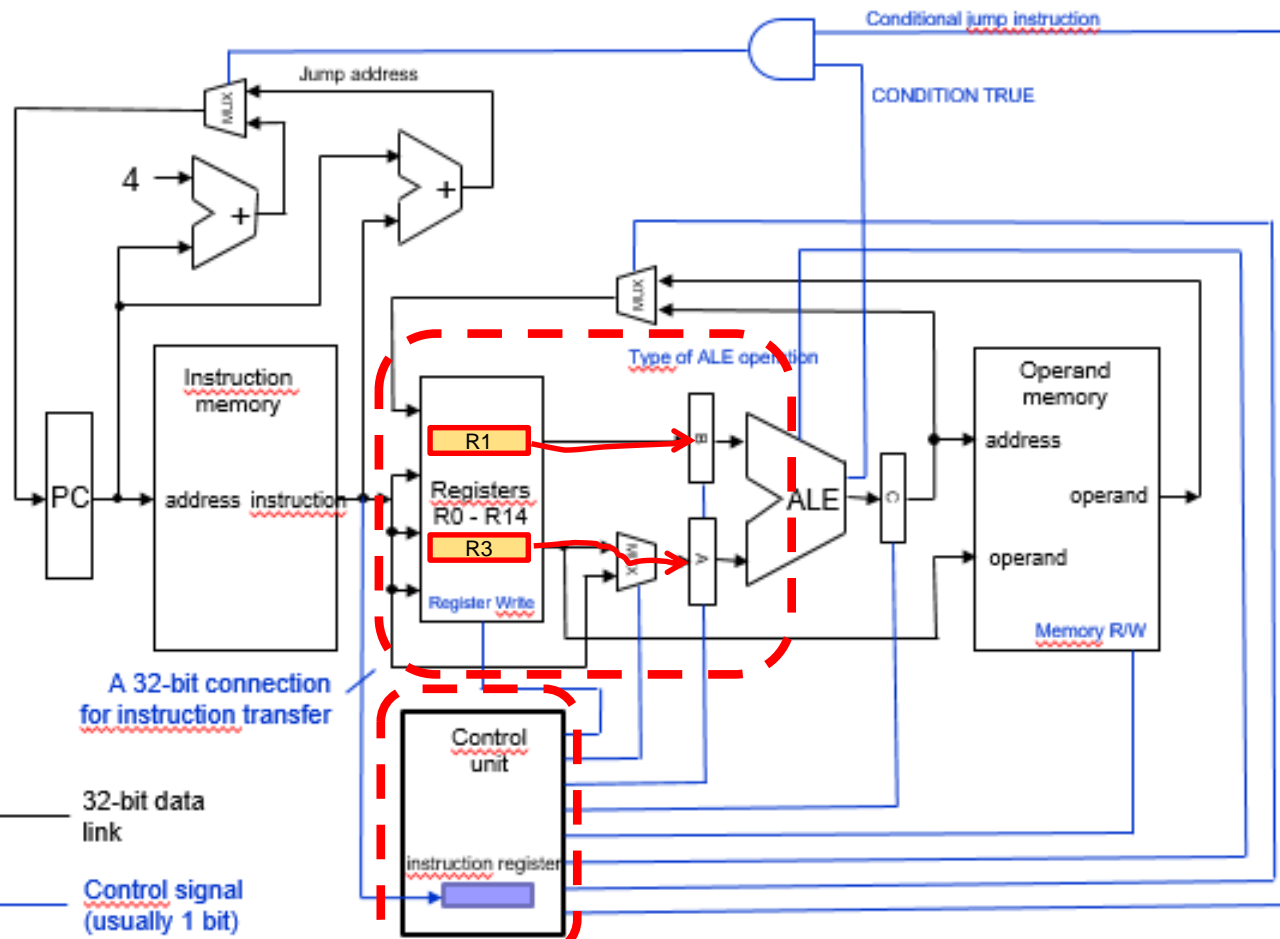 Conditional jump instruction
Jump address
MUX
CONDITION TRUE
4
+
+
MUX
Type of ALE operation
Instruction
memory
Operand
memory
R1
B
address
PC
address instruction
Registers
R0 - R14
ALE
C
operand
R3
MUX
A
operand
Register Write
Memory R/W
A 32-bit connection
for instruction transfer
Control
unit
32-bit data
link
instruction register
Control signal
(usually 1 bit)